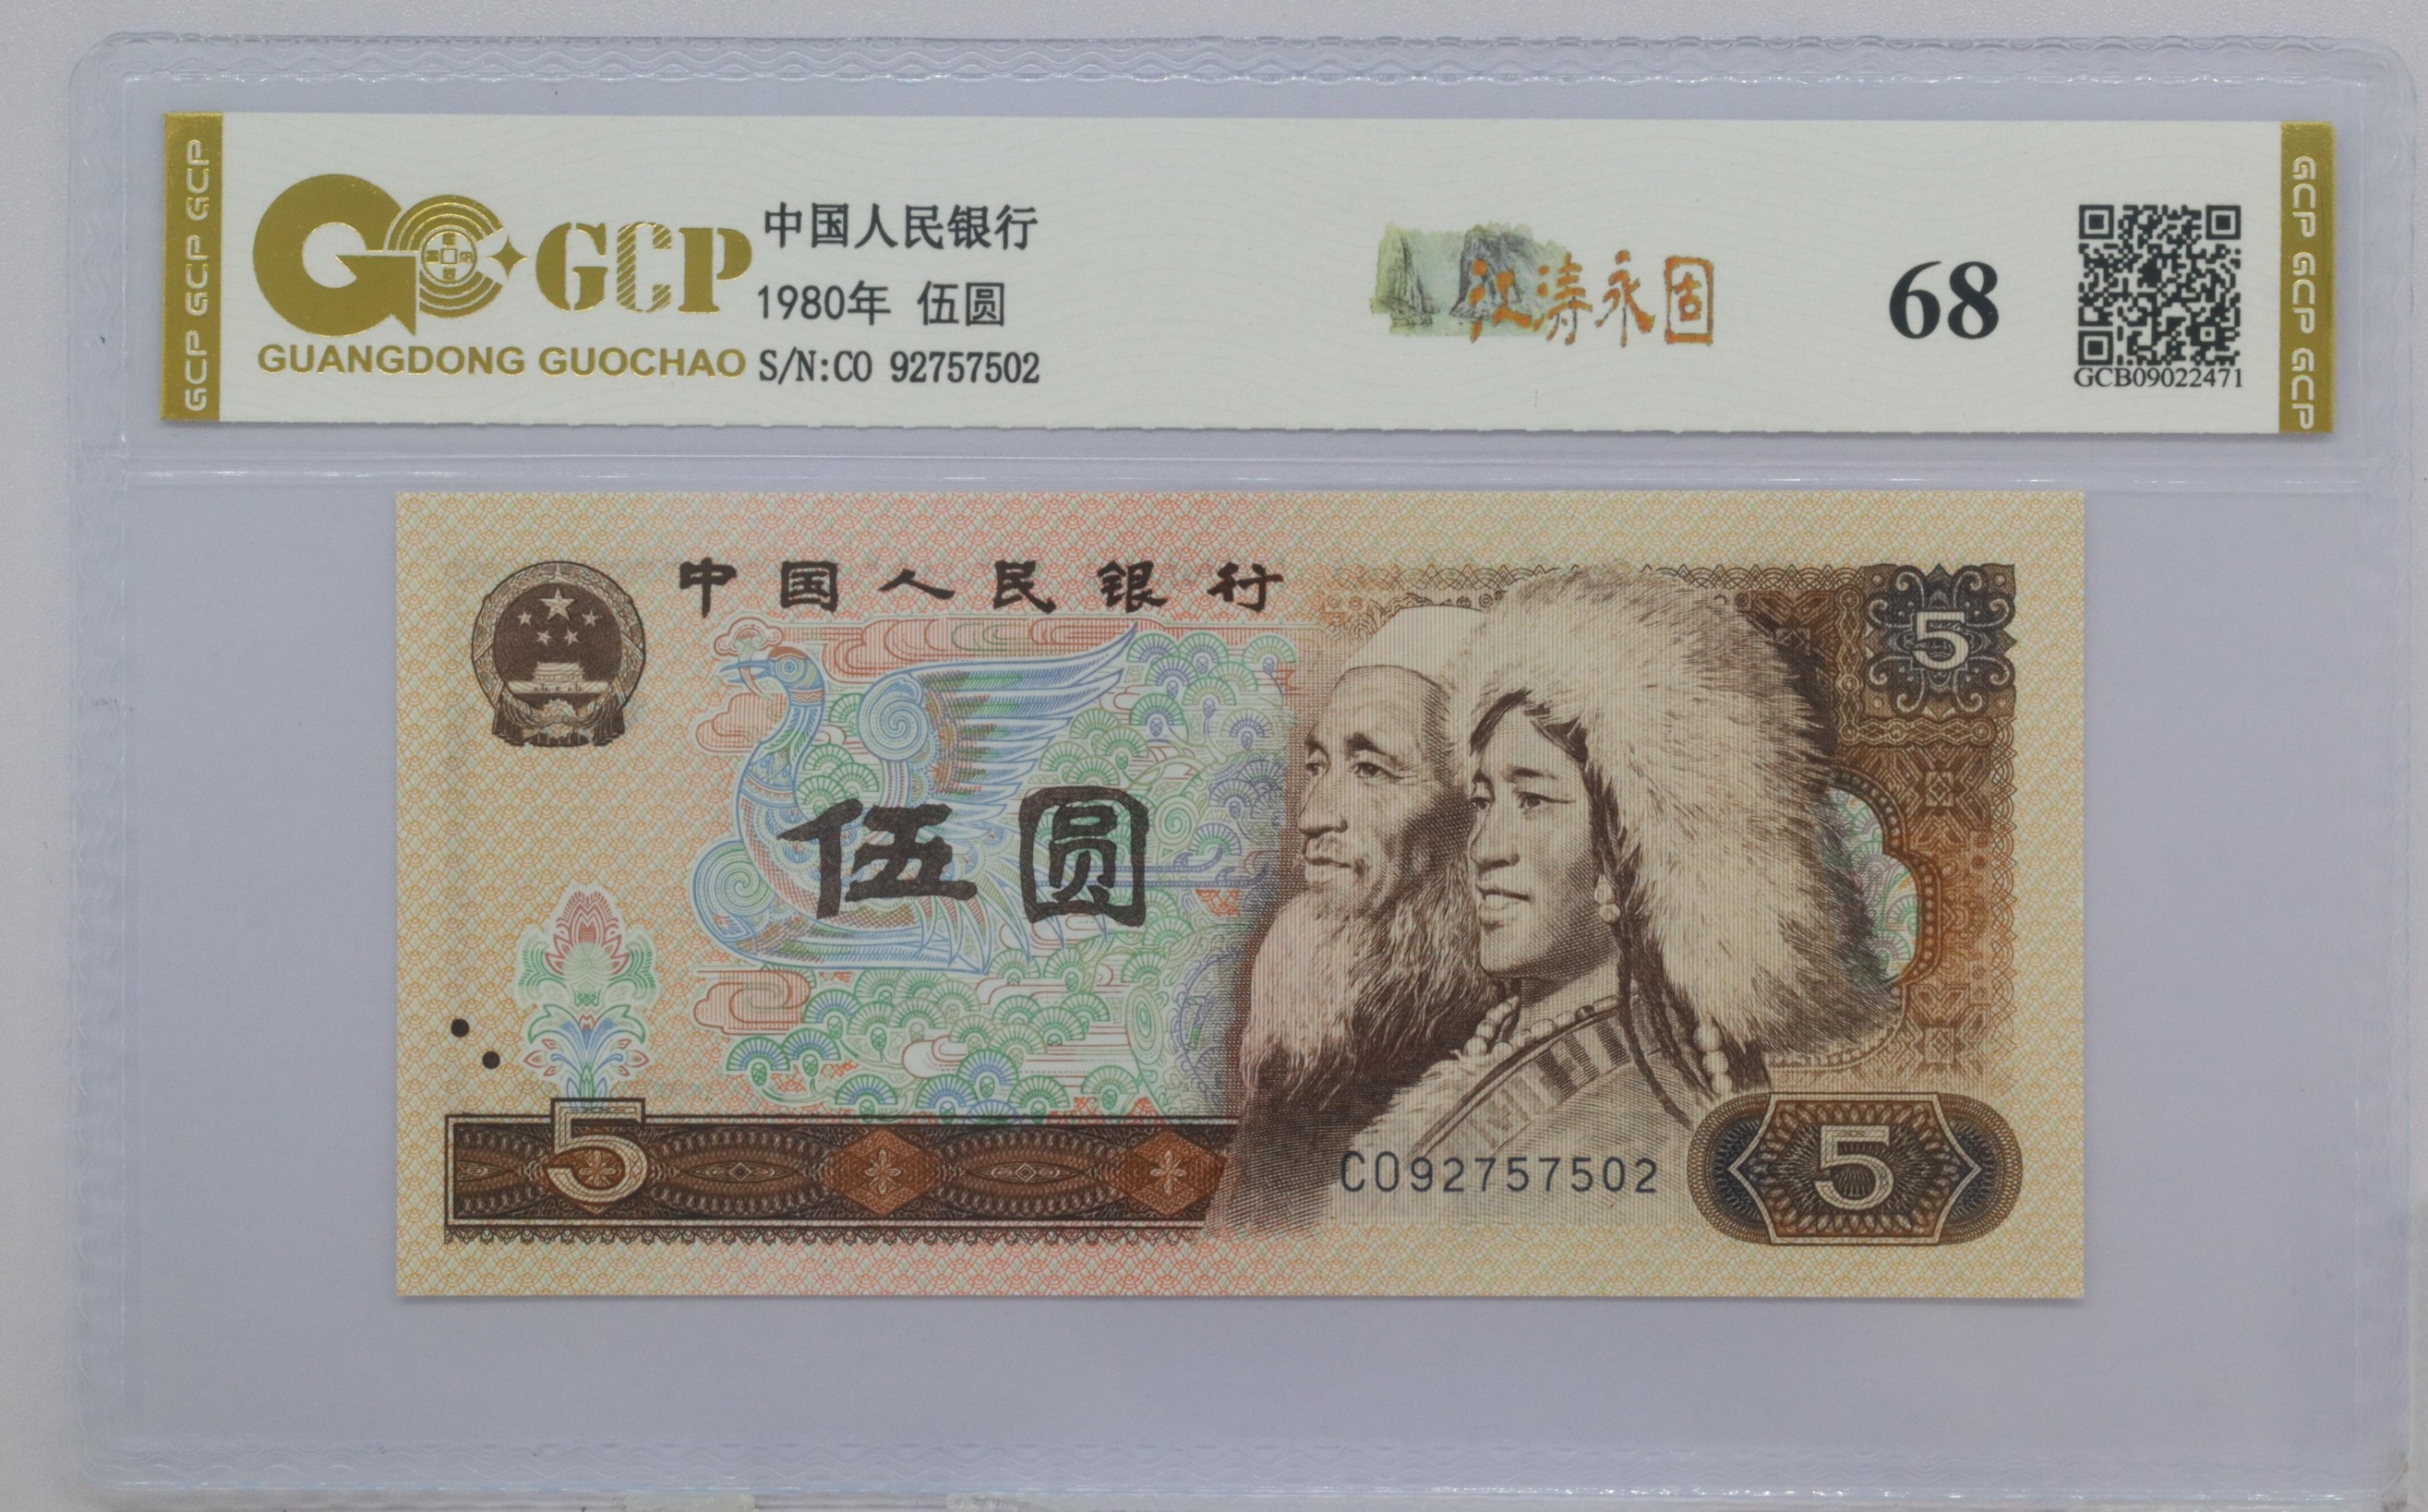 GCP GCP GCP
GCP
GUANGDONG GUOCHAO
中国人民银行
1980年 伍圆
S/N:CO 92757502
江涛永固
68
GCB09022471
GCP GCP GCP
中国人民银行
5
伍圆
5
CO92757502
5